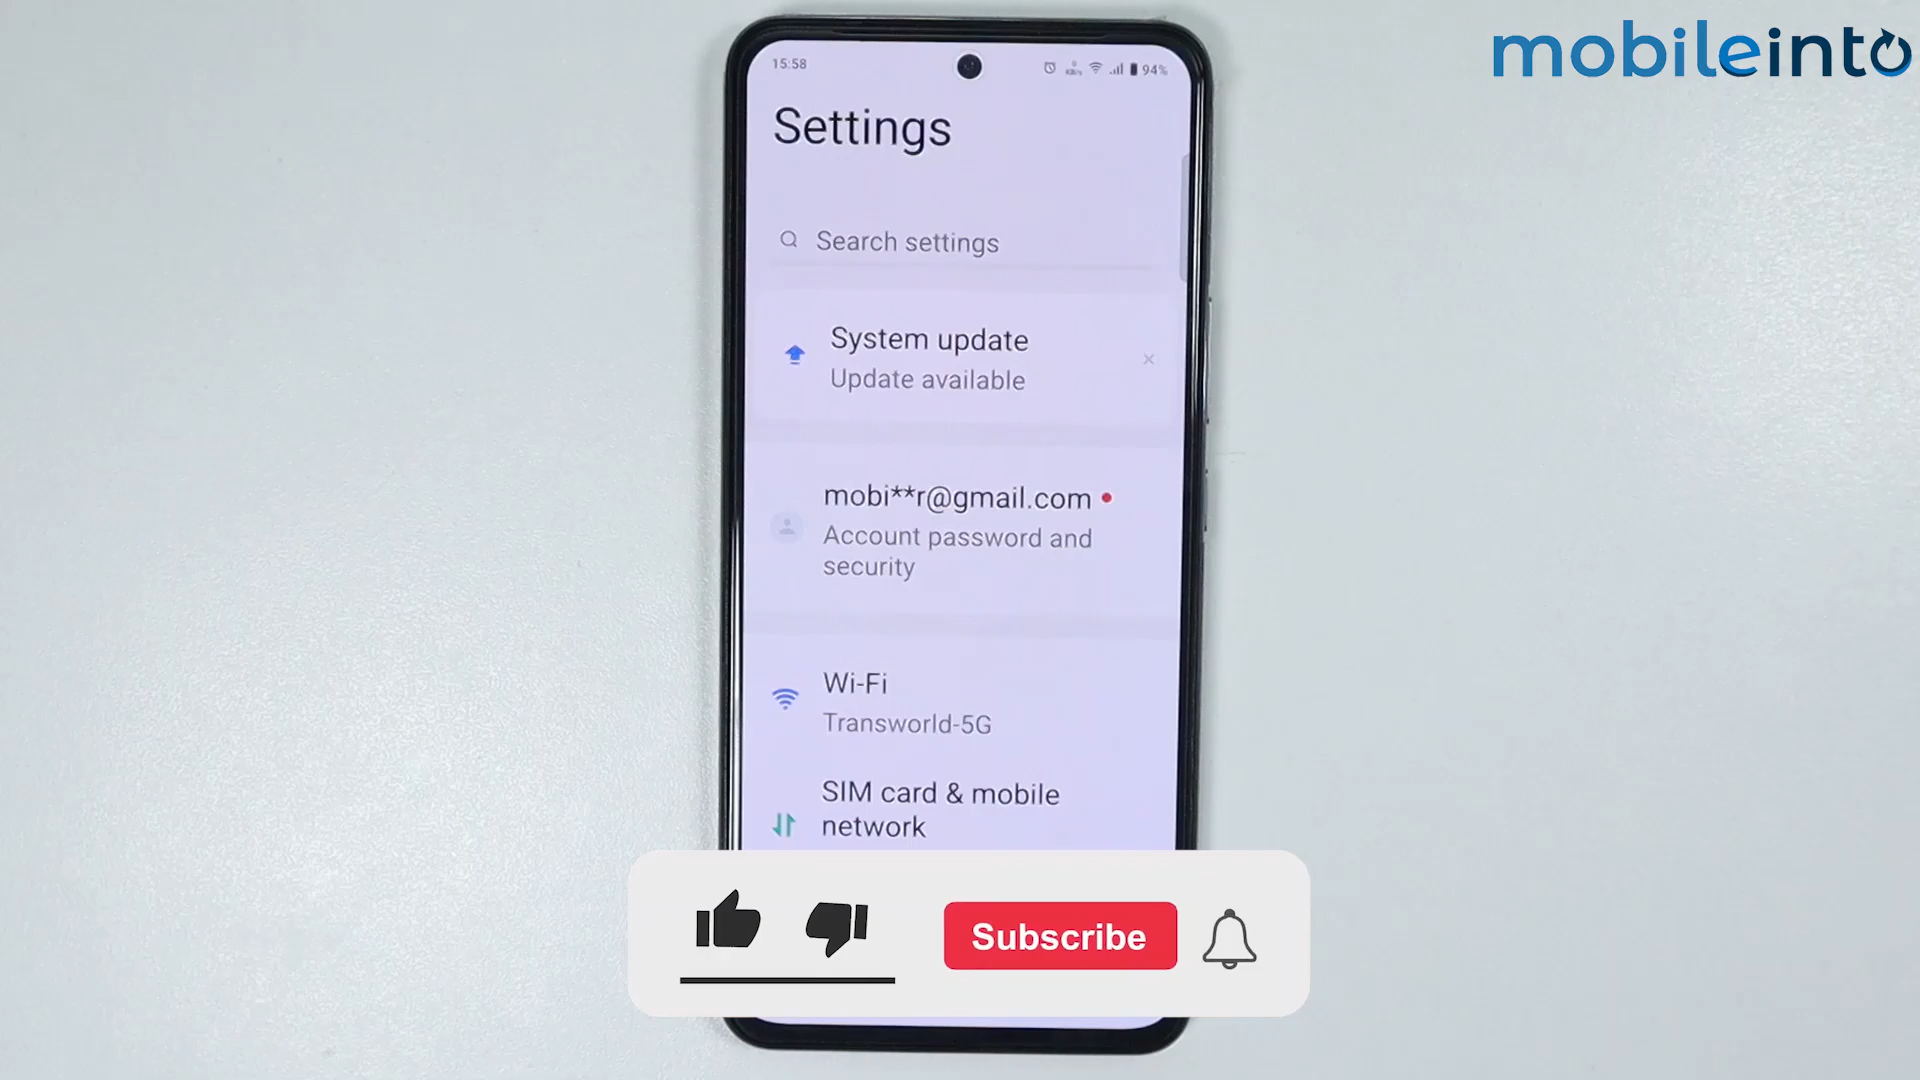 mobileinto
15:58
94%
Settings
Search settings
System update
Update available
mobi**r@gmail.com
Account password and
security
Wi-Fi
Transworld-5G
SIM card & mobile
network
Subscribe